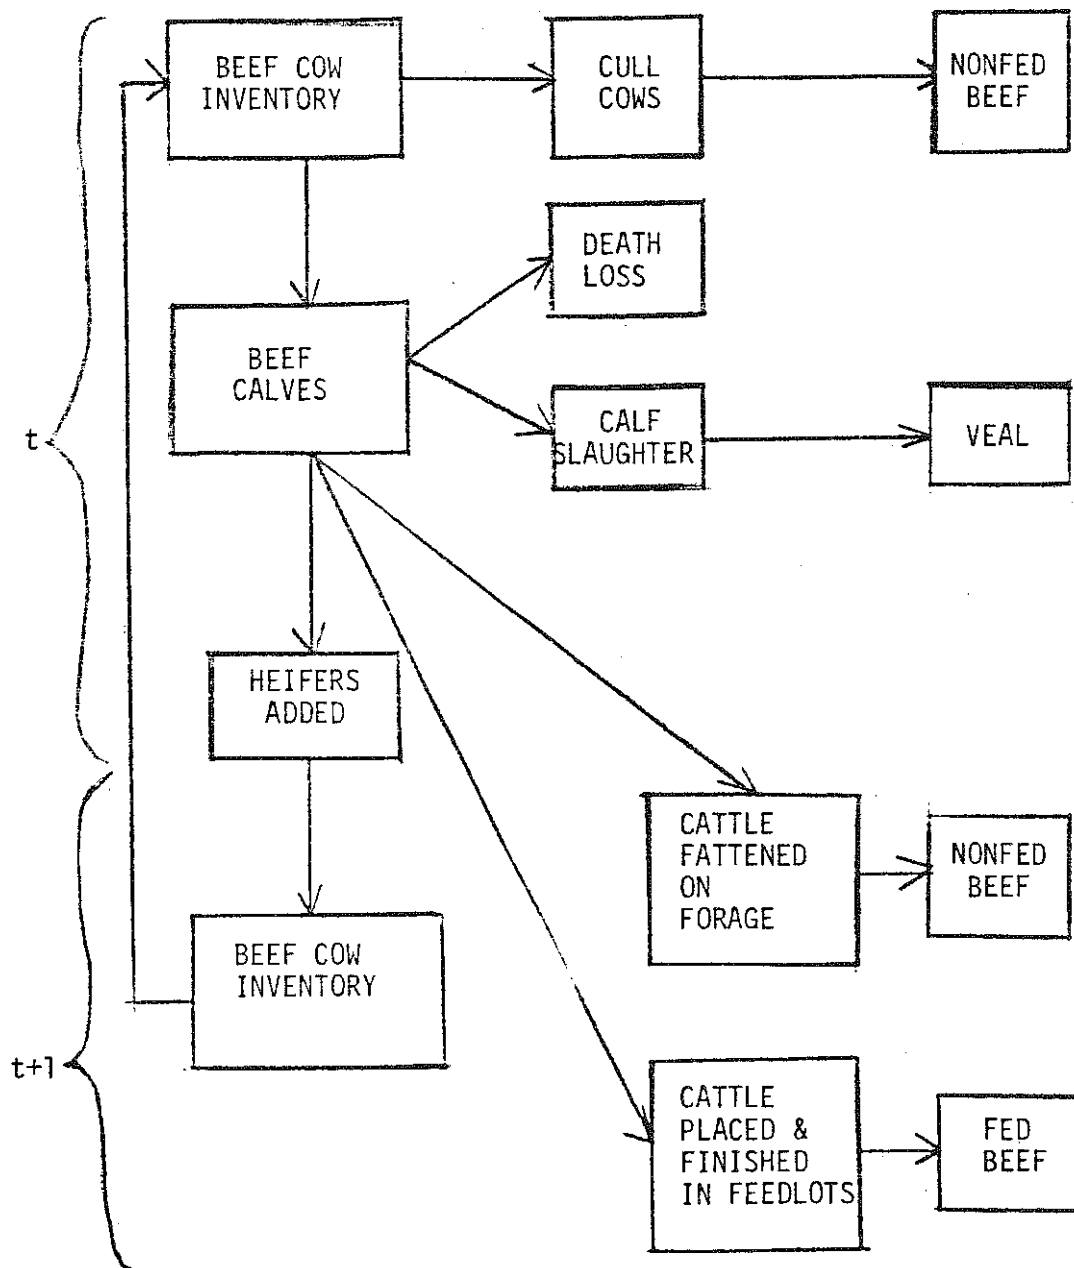 BEEF COW
INVENTORY
CULL
COWS
NONFED
BEEF
DEATH
LOSS
BEEF
CALVES
CALF
SLAUGHTER
VEAL
t
HEIFERS
ADDED
CATTLE
FATTENED
ON
FORAGE
NONFED
BEEF
BEEF COW
INVENTORY
t+1
CATTLE
PLACED &
FINISHED
IN FEEDLOTS
FED
BEEF